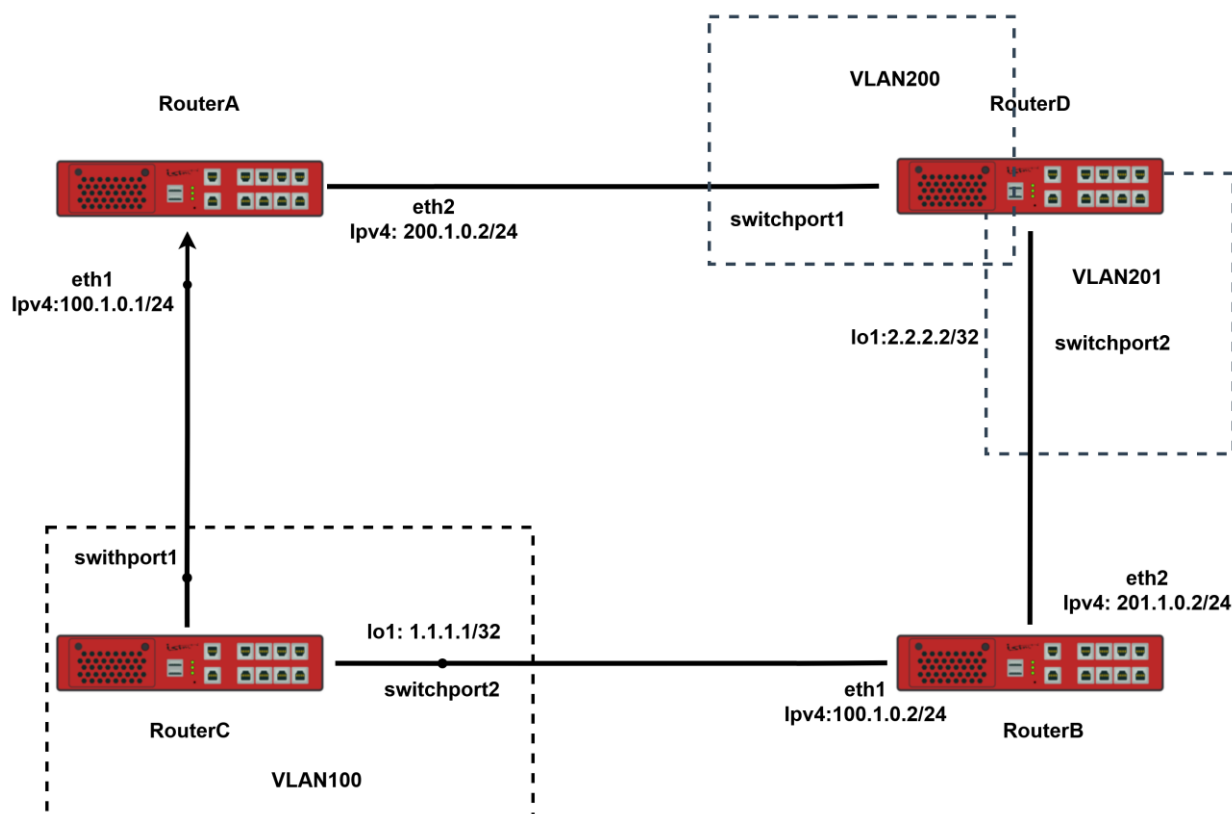 VLAN200
RouterA
RouterD
eth2
Ipv4: 200.1.0.2/24
switchport1
eth1
Ipv4:100.1.0.1/24
VLAN201
lo1:2.2.2.2/32
switchport2
swithport1
eth2
Ipv4: 201.1.0.2/24
lo1: 1.1.1.1/32
switchport2
eth1
Ipv4:100.1.0.2/24
RouterC
RouterB
VLAN100